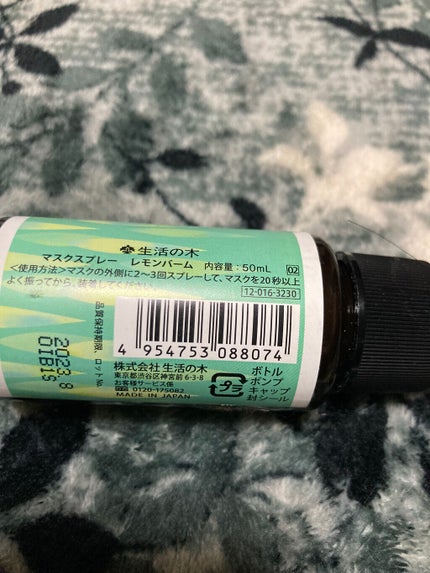 生活の木
マスクスプレー レモンバーム 内容量:50mL 02
<使用方法>マスクの外側に2〜3回スプレーして、マスクを20秒以上
よく振ってから、装着してください。 12-016-3230
4 954753 088074
株式会社 生活の木
東京都渋谷区神宮前 6-3-8
お客様サービス係
0120-175082
MADE IN JAPAN
プラ
ボトル
ポンプ
キャップ
封シール
品質保持期限、ロットNo.
2023.8
01B1S